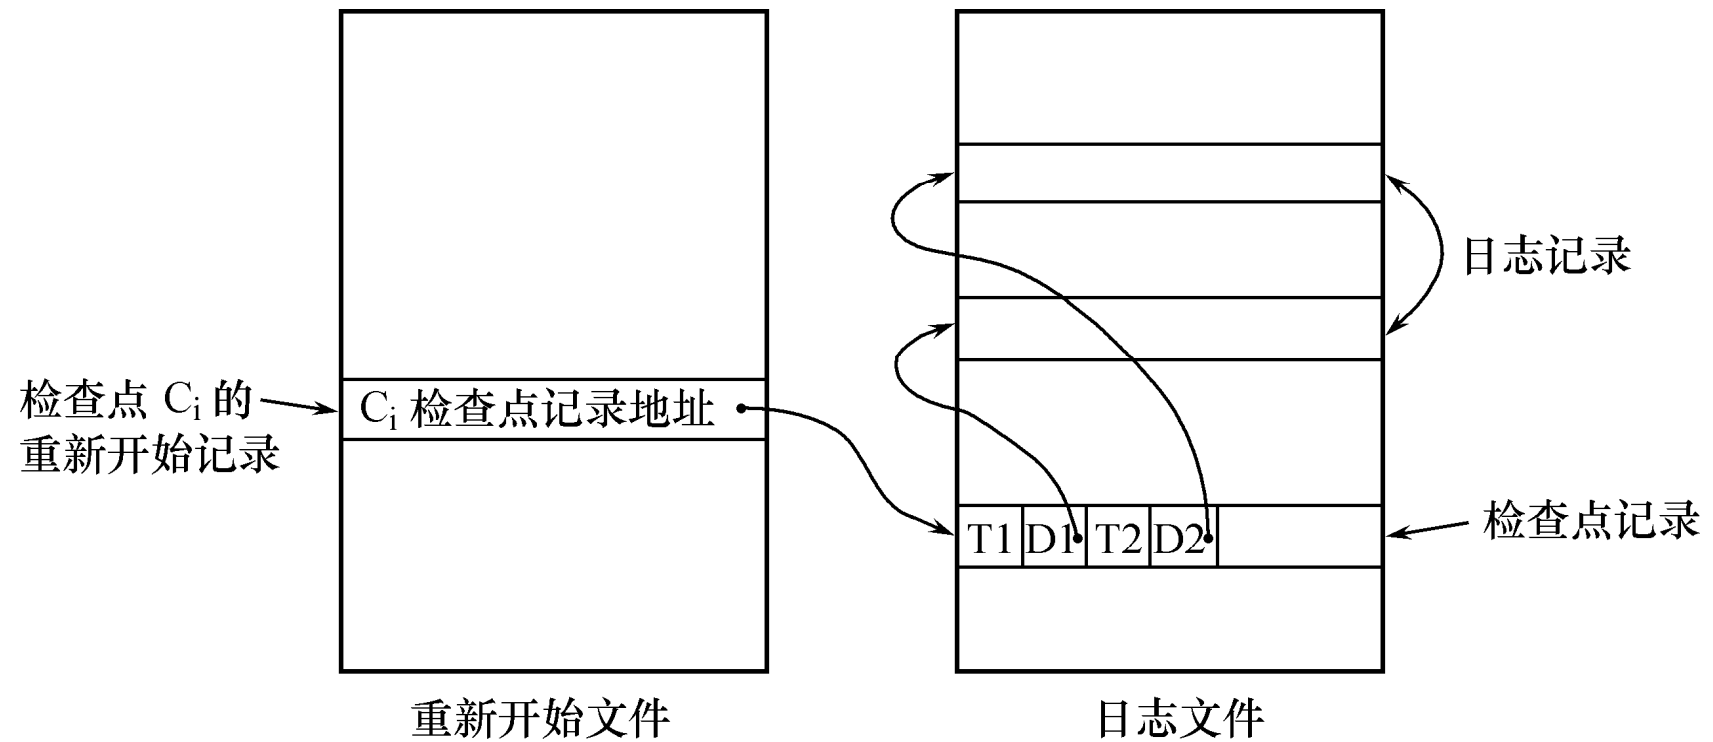 检查点 Ci 的
重新开始记录
Ci 检查点记录地址
重新开始文件
日志记录
T1 D1 T2 D2
检查点记录
日志文件